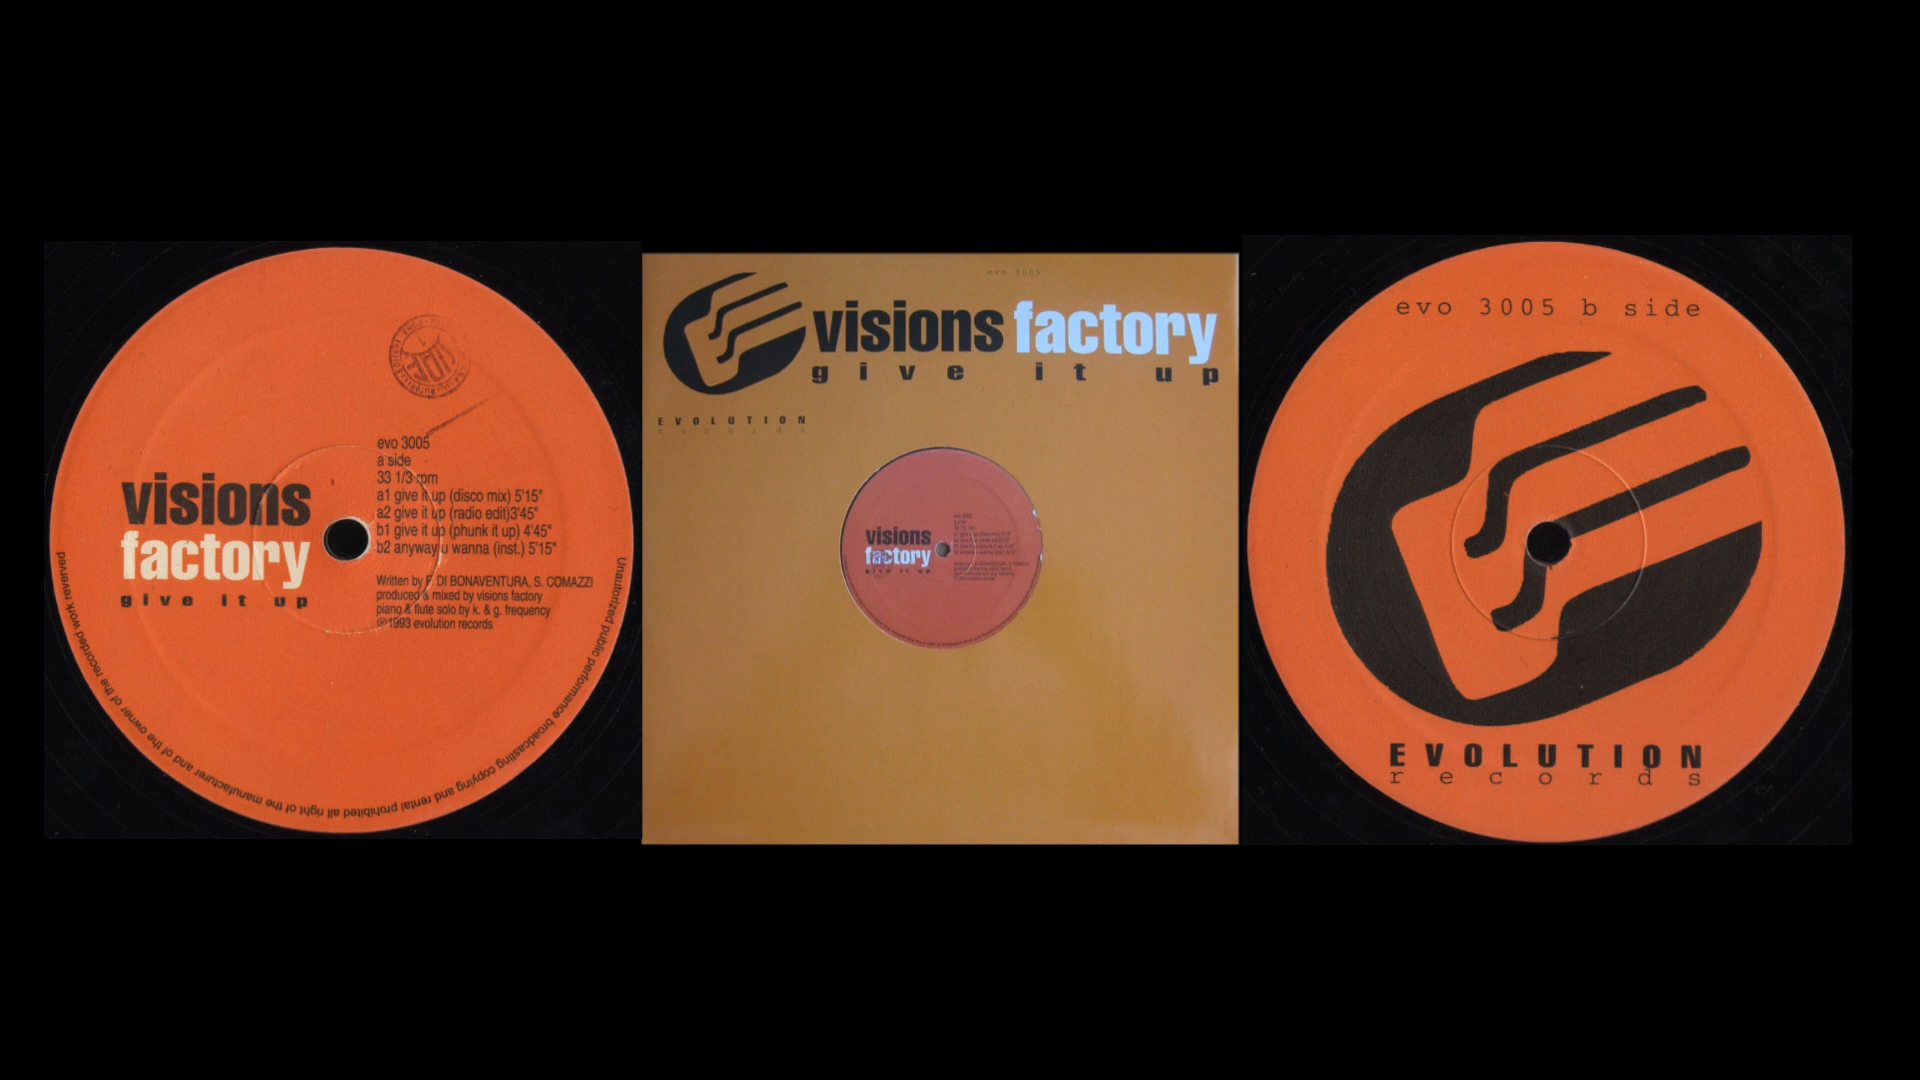 visions
factory
give it up
evo 3005
a side
33 1/3 rpm
a1 give it up (disco mix) 5'15"
a2 give it up (radio edit)3'45"
b1 give it up (phunk it up) 4'45"
b2 anyway u wanna (inst.) 5'15"
Written by F. DI BONAVENTURA, S. COMAZZI
produced & mixed by visions factory
piano & flute solo by k. & g. frequency
℗1993 evolution records
Unautorized public performance broadcasting copying and rental prohibited all right of the manufacturer and of the owner of the recorded work reverved
evo 3005
visions factory
give it up
EVOLUTION
records
visions
factory
give it up
evo 3005 b side
EVOLUTION
records